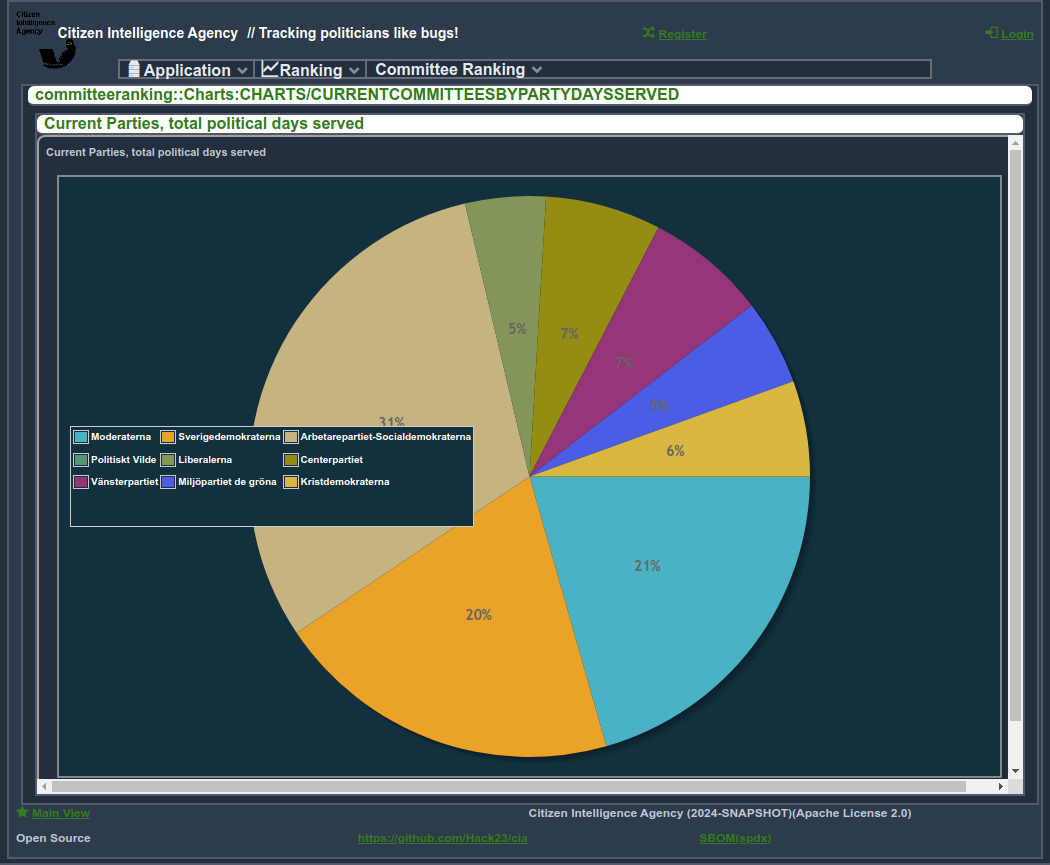 Citizen
Intelligence
Agency
Citizen Intelligence Agency // Tracking politicians like bugs!
Register
Login
Application
Ranking
Committee Ranking
committeeranking::Charts:CHARTS/CURRENTCOMMITTEESBYPARTYDAYSSERVED
Current Parties, total political days served
Current Parties, total political days served
5%
7%
7%
5%
31%
6%
21%
20%
Moderaterna Sverigedemokraterna Arbetarepartiet-Socialdemokraterna
Politiskt Vilde Liberalerna Centerpartiet
Vänsterpartiet Miljöpartiet de gröna Kristdemokraterna
Main View
Citizen Intelligence Agency (2024-SNAPSHOT)(Apache License 2.0)
Open Source
https://github.com/Hack23/cia
SBOM(spdx)